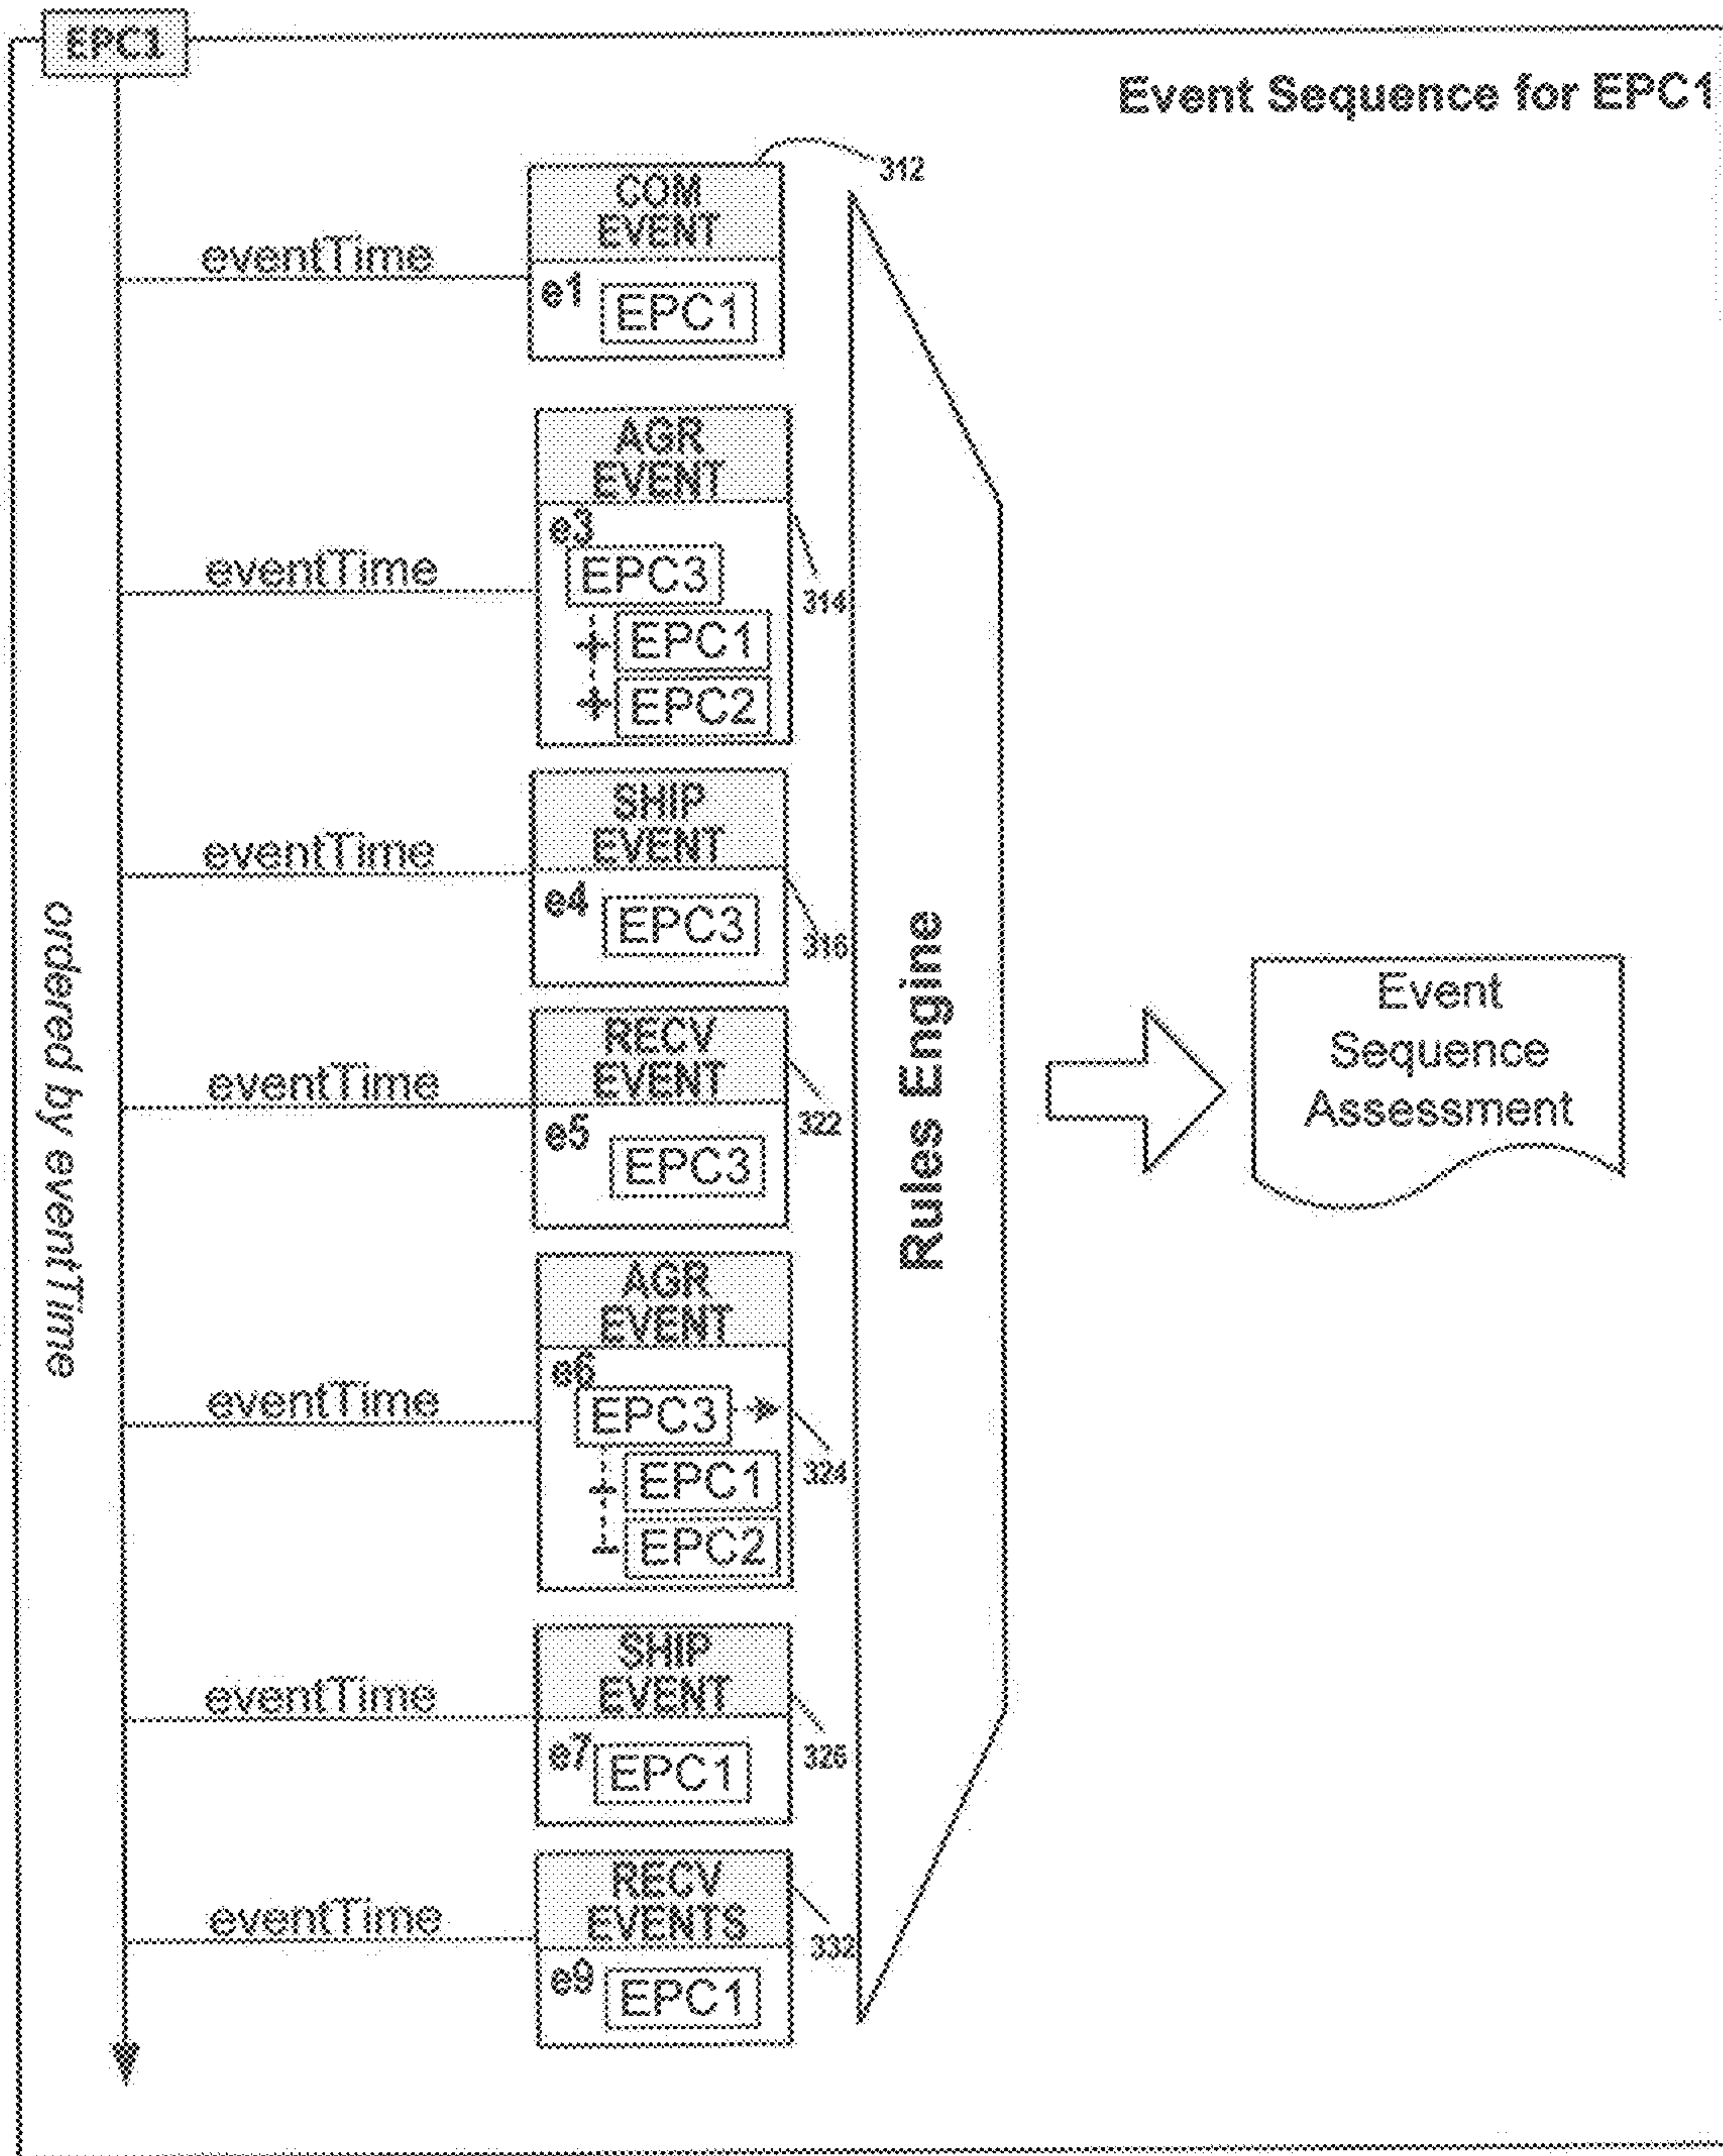 EPC1
Event Sequence for EPC1
312
COM
EVENT
eventTime
e1
EPC1
AGR
EVENT
e3
eventTime
EPC3
314
EPC1
EPC2
SHIP
EVENT
eventTime
e4
EPC3
316
RECV
EVENT
eventTime
322
e5
EPC3
AGR
EVENT
e6
eventTime
EPC3
324
EPC1
EPC2
SHIP
EVENT
eventTime
326
e7
EPC1
RECV
EVENTS
eventTime
332
e9
EPC1
ordered by eventTime
Rules Engine
Event
Sequence
Assessment